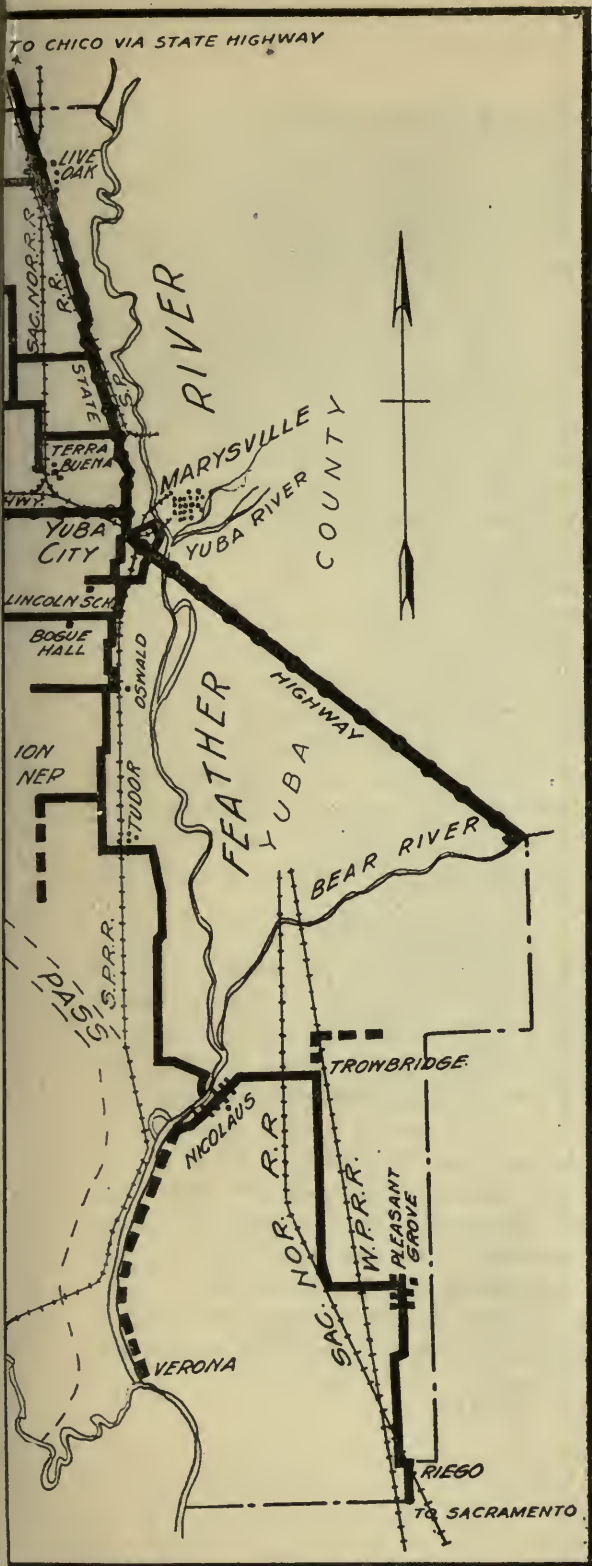 TO CHICO VIA STATE HIGHWAY
LIVE
OAK
SAC. NOR. R.R.
R.R.
S.P.
STATE
RIVER
TERRA
BUENA
MARYSVILLE
HWY.
YUBA
CITY
YUBA RIVER
COUNTY
LINCOLN SCH.
BOGUE
HALL
OSWALD
HIGHWAY
FEATHER
YUBA
ION
NER
TUDOR
BEAR RIVER
S.P.R.R.
PASS
TROWBRIDGE.
NICOLAUS
SAC. NOR. R.R
W.P.R.R.
PLEASANT
GROVE
VERONA
RIEGO
TO SACRAMENTO